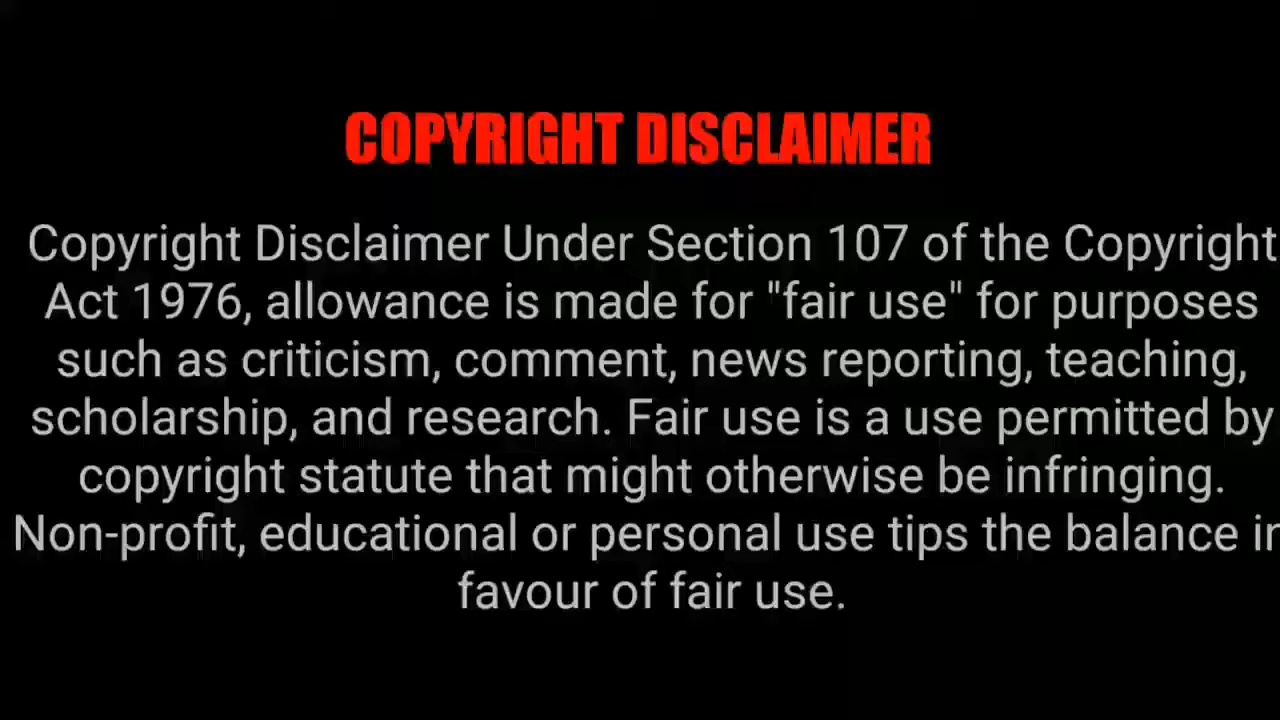 COPYRIGHT DISCLAIMER
Copyright Disclaimer Under Section 107 of the Copyright
Act 1976, allowance is made for "fair use" for purposes
such as criticism, comment, news reporting, teaching,
scholarship, and research. Fair use is a use permitted by
copyright statute that might otherwise be infringing.
Non-profit, educational or personal use tips the balance in
favour of fair use.